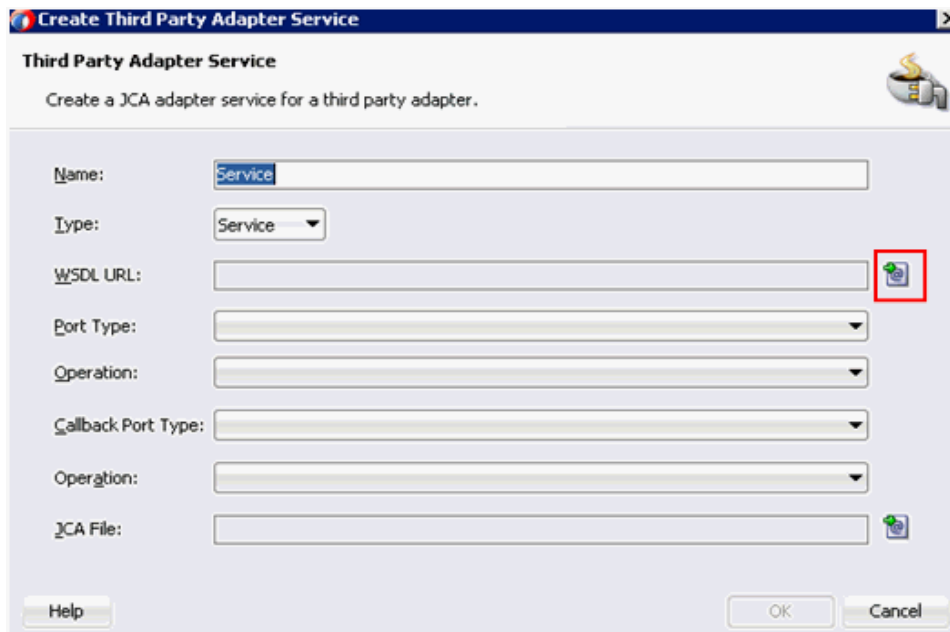 Create Third Party Adapter Service
Third Party Adapter Service
Create a JCA adapter service for a third party adapter.
Name: Service
Type: Service
WSDL URL:
Port Type:
Operation:
Callback Port Type:
Operation:
JCA File:
Help OK Cancel